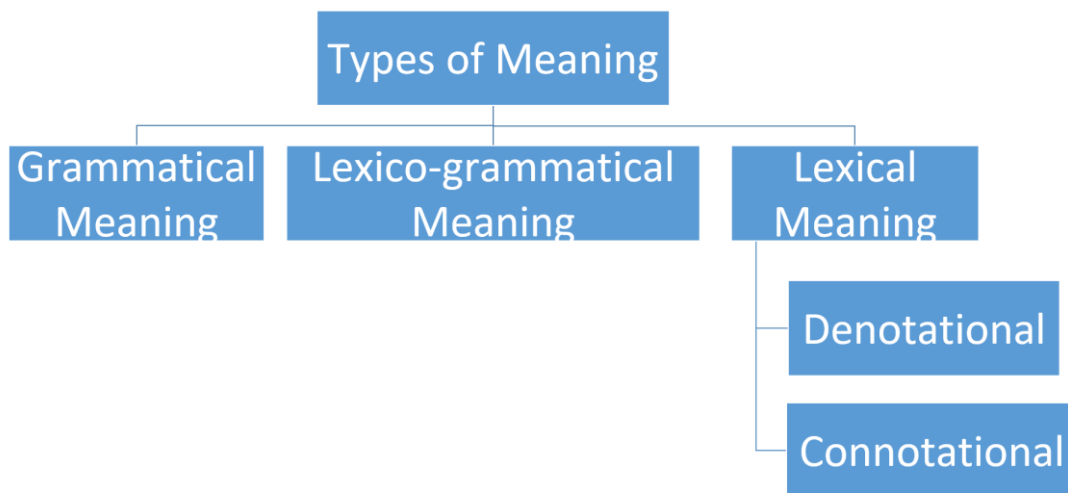 Types of Meaning
Grammatical
Meaning
Lexico-grammatical
Meaning
Lexical
Meaning
Denotational
Connotational